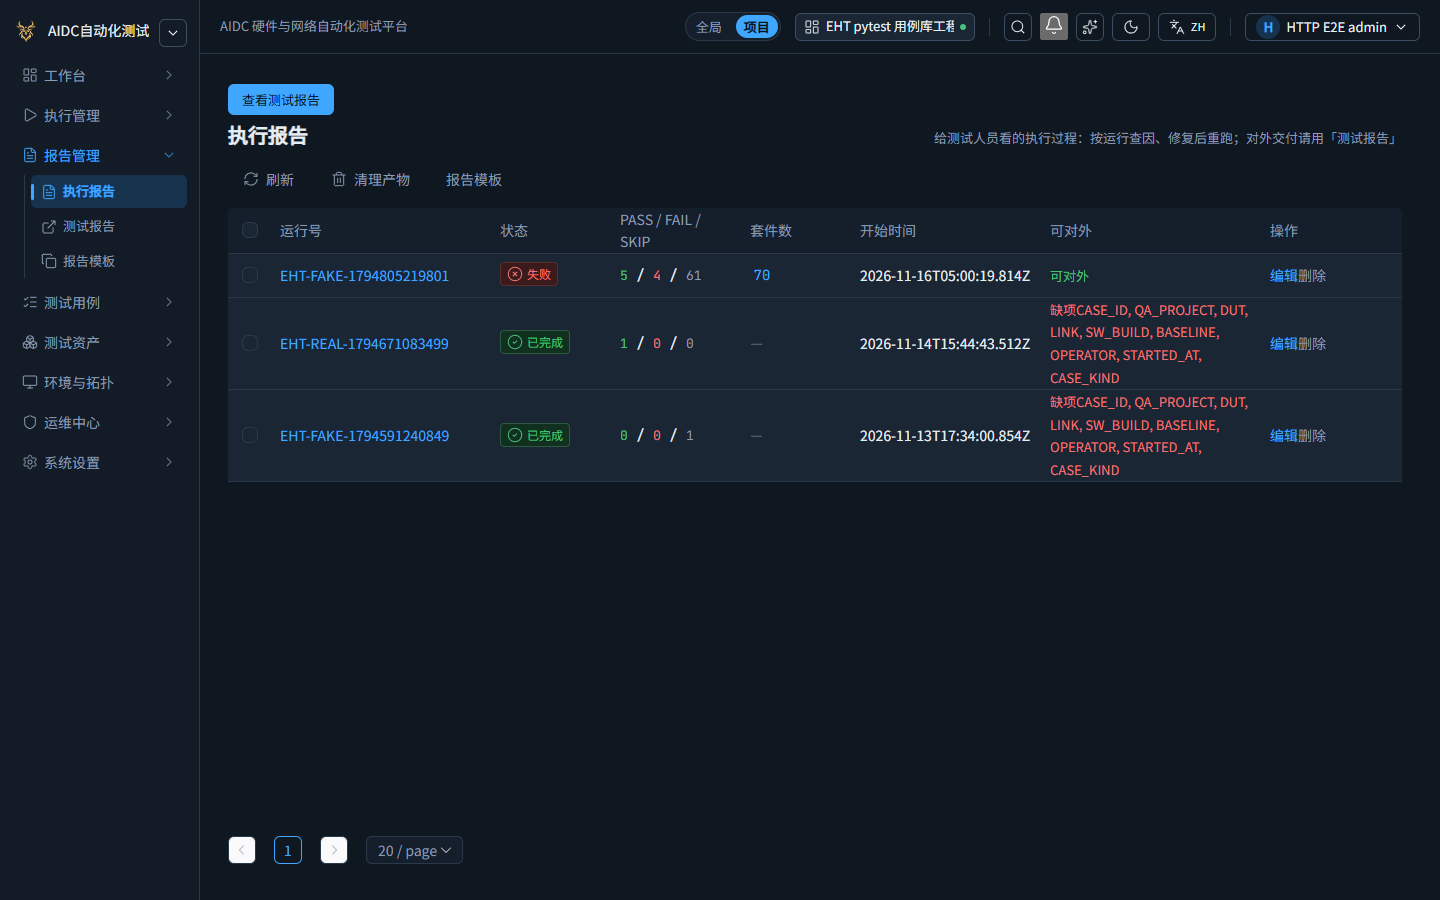 AIDC自动化测试
AIDC 硬件与网络自动化测试平台
全局
项目
EHT pytest 用例库工程
ZH
H
HTTP E2E admin
工作台
执行管理
报告管理
执行报告
测试报告
报告模板
测试用例
测试资产
环境与拓扑
运维中心
系统设置
查看测试报告
执行报告
给测试人员看的执行过程：按运行查因、修复后重跑；对外交付请用「测试报告」
刷新
清理产物
报告模板
运行号
状态
PASS / FAIL /
SKIP
套件数
开始时间
可对外
操作
EHT-FAKE-1794805219801
失败
5 / 4 / 61
70
2026-11-16T05:00:19.814Z
可对外
编辑删除
EHT-REAL-1794671083499
已完成
1 / 0 / 0
—
2026-11-14T15:44:43.512Z
缺项CASE_ID, QA_PROJECT, DUT,
LINK, SW_BUILD, BASELINE,
OPERATOR, STARTED_AT,
CASE_KIND
编辑删除
EHT-FAKE-1794591240849
已完成
0 / 0 / 1
—
2026-11-13T17:34:00.854Z
缺项CASE_ID, QA_PROJECT, DUT,
LINK, SW_BUILD, BASELINE,
OPERATOR, STARTED_AT,
CASE_KIND
编辑删除
1
20 / page